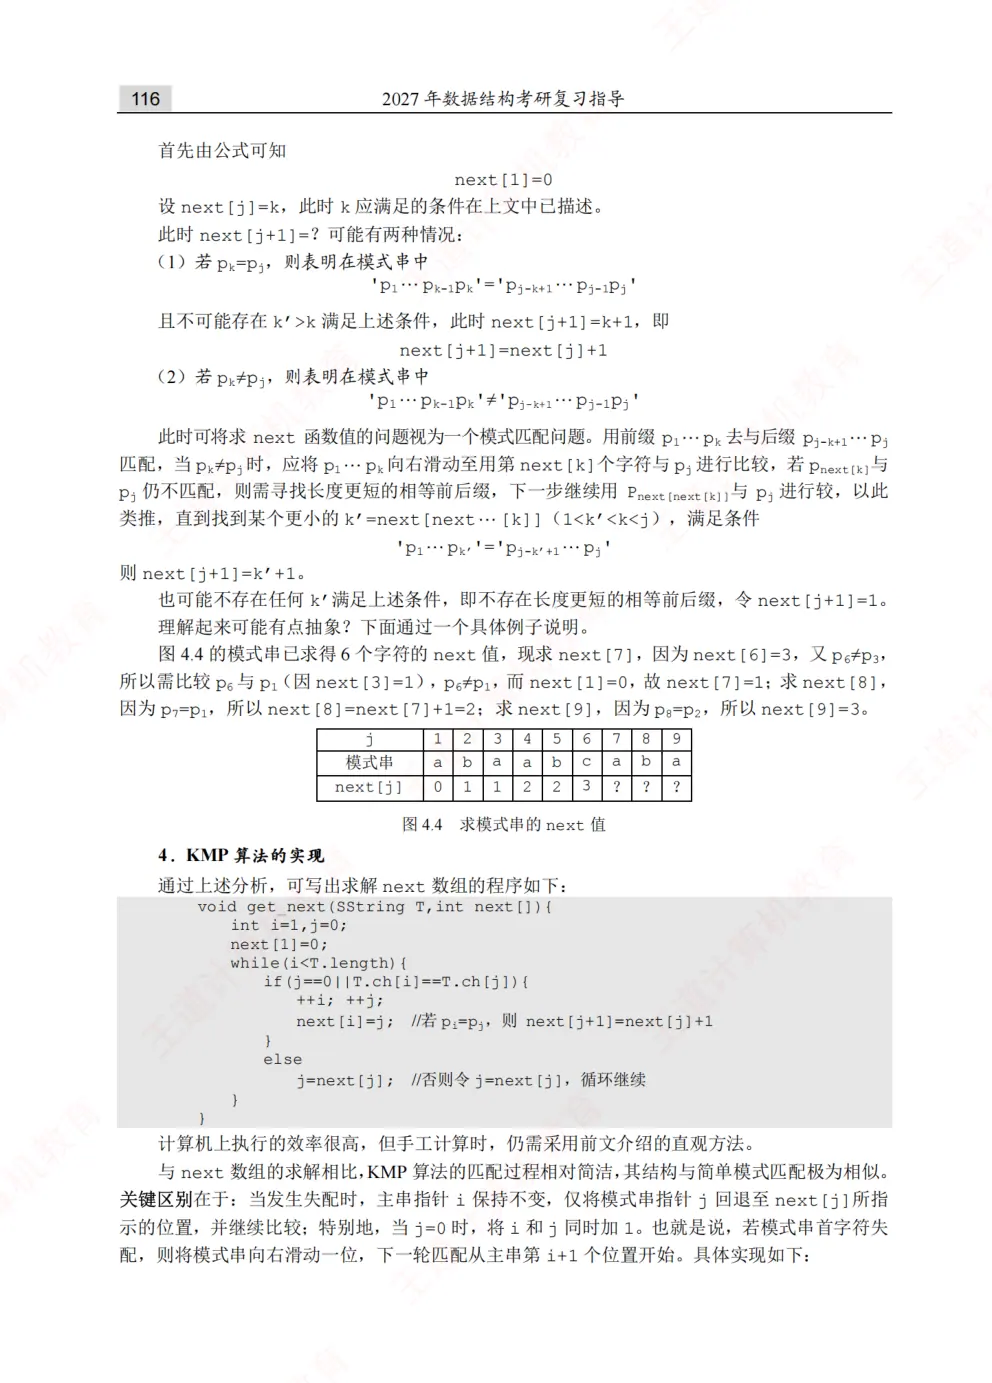 116
2027 年数据结构考研复习指导
首先由公式可知
next[1]=0
设 next[j]=k，此时 k 应满足的条件在上文中已描述。
此时 next[j+1]=？可能有两种情况：
（1）若 pk=pj，则表明在模式串中
'p1…pk-1pk'='pj-k+1…pj-1pj'
且不可能存在 k′>k 满足上述条件，此时 next[j+1]=k+1，即
next[j+1]=next[j]+1
（2）若 pk≠pj，则表明在模式串中
'p1…pk-1pk'≠'pj-k+1…pj-1pj'
此时可将求 next 函数值的问题视为一个模式匹配问题。用前缀 p1…pk 去与后缀 pj-k+1…pj
匹配，当 pk≠pj 时，应将 p1…pk 向右滑动至用第 next[k]个字符与 pj 进行比较，若 pnext[k]与
pj 仍不匹配，则需寻找长度更短的相等前后缀，下一步继续用 Pnext[next[k]]与 pj 进行较，以此
类推，直到找到某个更小的 k′=next[next…[k]]（1<k′<k<j），满足条件
'p1…pk′'='pj-k′+1…pj'
则 next[j+1]=k′+1。
也可能不存在任何 k′满足上述条件，即不存在长度更短的相等前后缀，令 next[j+1]=1。
理解起来可能有点抽象？下面通过一个具体例子说明。
图 4.4 的模式串已求得 6 个字符的 next 值，现求 next[7]，因为 next[6]=3，又 p6≠p3，
所以需比较 p6 与 p1（因 next[3]=1），p6≠p1，而 next[1]=0，故 next[7]=1；求 next[8]，
因为 p7=p1，所以 next[8]=next[7]+1=2；求 next[9]，因为 p8=p2，所以 next[9]=3。
j 1 2 3 4 5 6 7 8 9
模式串 a b a a b c a b a
next[j] 0 1 1 2 2 3 ? ? ?
图 4.4 求模式串的 next 值
4．KMP 算法的实现
通过上述分析，可写出求解 next 数组的程序如下：
void get_next(SString T,int next[]){
int i=1,j=0;
next[1]=0;
while(i<T.length){
if(j==0||T.ch[i]==T.ch[j]){
++i; ++j;
next[i]=j; //若 pi=pj，则 next[j+1]=next[j]+1
}
else
j=next[j]; //否则令 j=next[j]，循环继续
}
}
计算机上执行的效率很高，但手工计算时，仍需采用前文介绍的直观方法。
与 next 数组的求解相比，KMP 算法的匹配过程相对简洁，其结构与简单模式匹配极为相似。
关键区别在于：当发生失配时，主串指针 i 保持不变，仅将模式串指针 j 回退至 next[j]所指
示的位置，并继续比较；特别地，当 j=0 时，将 i 和 j 同时加 1。也就是说，若模式串首字符失
配，则将模式串向右滑动一位，下一轮匹配从主串第 i+1 个位置开始。具体实现如下：